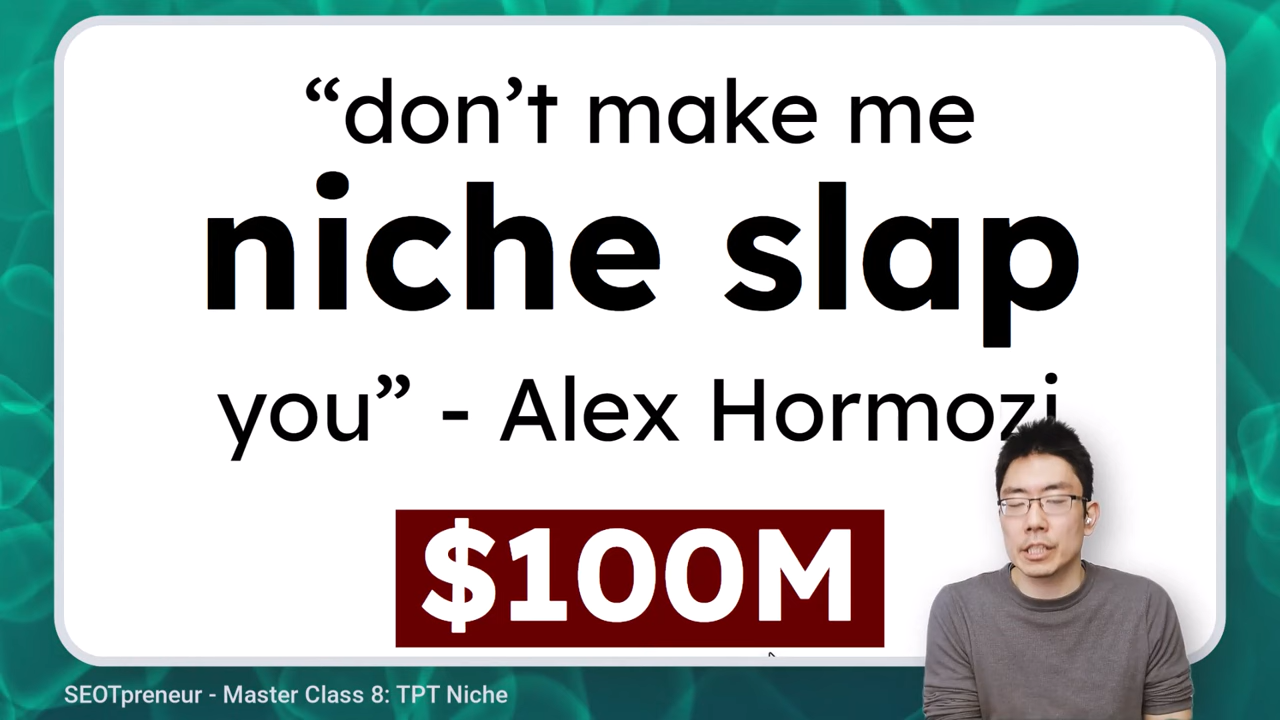 “don’t make me
niche slap
you” - Alex Hormozi
$100M
SEOTpreneur - Master Class 8: TPT Niche